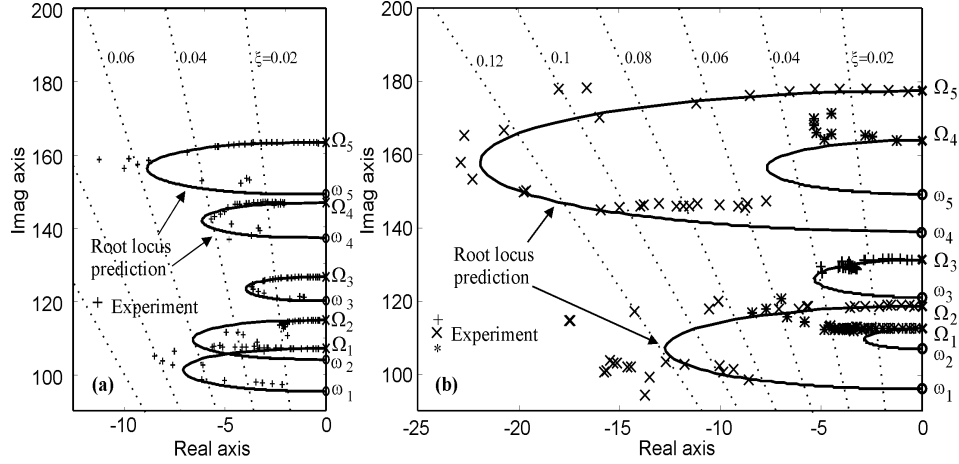 200
180
160
140
120
100
Imag axis
-10
-5
0
Real axis
0.06
0.04
ξ=0.02
Ω5
ω5
Ω4
ω4
Ω3
ω3
Ω2
Ω1
ω2
ω1
Root locus
prediction
+ Experiment
(a)
200
180
160
140
120
100
Imag axis
-25
-20
-15
-10
-5
0
Real axis
0.12
0.1
0.08
0.06
0.04
ξ=0.02
Ω5
Ω4
ω5
ω4
Ω3
ω3
Ω2
Ω1
ω2
ω1
Root locus
prediction
+
× Experiment
*
(b)